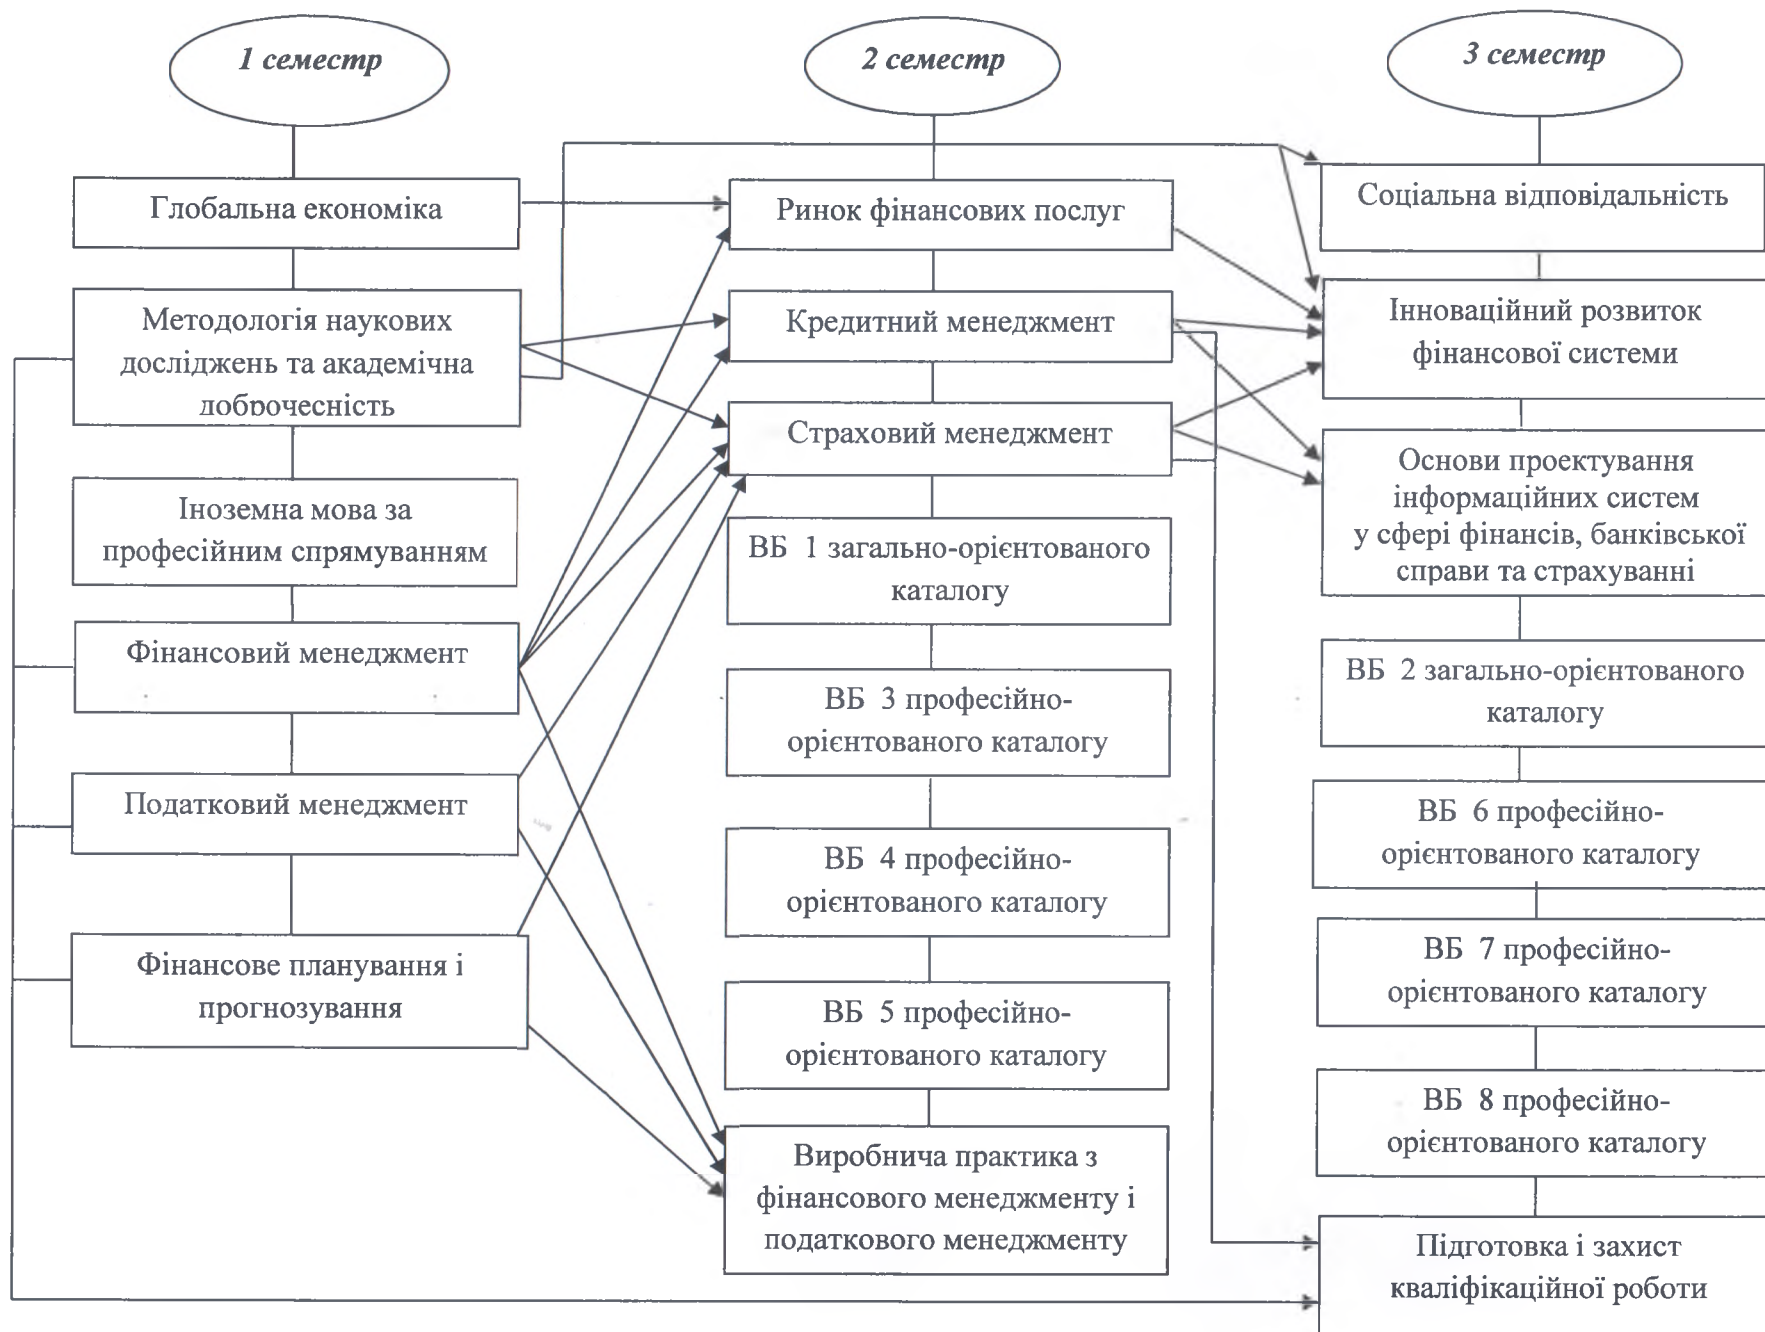 1 семестр
Глобальна економіка
Методологія наукових
досліджень та академічна
доброчесність
Іноземна мова за
професійним спрямуванням
Фінансовий менеджмент
Податковий менеджмент
Фінансове планування і
прогнозування
2 семестр
Ринок фінансових послуг
Кредитний менеджмент
Страховий менеджмент
ВБ 1 загально-орієнтованого
каталогу
ВБ 3 професійно-
орієнтованого каталогу
ВБ 4 професійно-
орієнтованого каталогу
ВБ 5 професійно-
орієнтованого каталогу
Виробнича практика з
фінансового менеджменту і
податкового менеджменту
3 семестр
Соціальна відповідальність
Інноваційний розвиток
фінансової системи
Основи проектування
інформаційних систем
у сфері фінансів, банківської
справи та страхуванні
ВБ 2 загально-орієнтованого
каталогу
ВБ 6 професійно-
орієнтованого каталогу
ВБ 7 професійно-
орієнтованого каталогу
ВБ 8 професійно-
орієнтованого каталогу
Підготовка і захист
кваліфікаційної роботи